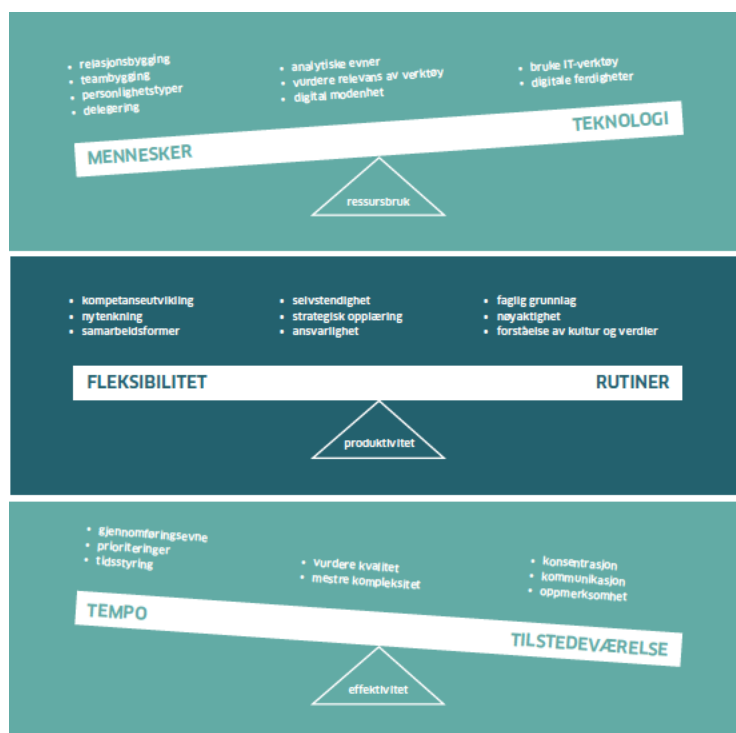 • relasjonsbygging
• teambygging
• personlighetstyper
• delegering
• analytiske evner
• vurdere relevans av verktøy
• digital modenhet
• bruke IT-verktøy
• digitale ferdigheter
MENNESKER
TEKNOLOGI
ressursbruk
• kompetanseutvikling
• nytenkning
• samarbeidsformer
• selvstendighet
• strategisk opplæring
• ansvarlighet
• faglig grunnlag
• nøyaktighet
• forståelse av kultur og verdier
FLEKSIBILITET
RUTINER
produktivitet
• gjennomføringsevne
• prioriteringer
• tidsstyring
• vurdere kvalitet
• mestre kompleksitet
• konsentrasjon
• kommunikasjon
• oppmerksomhet
TEMPO
TILSTEDEVÆRELSE
effektivitet